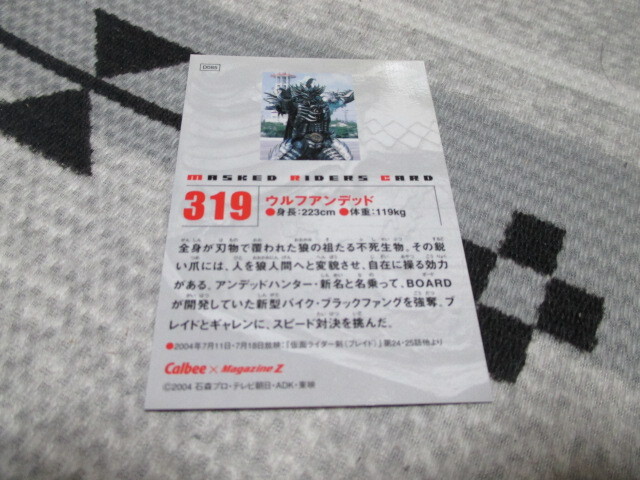 MASKED RIDERS CARD
319
ウルフアンデッド
●身長:223cm ●体重:119kg
全身が刃物で覆われた狼の祖たる不死生物。その鋭
い爪には、人を狼人間へと変貌させ、自在に操る効力
がある。アンデッドハンター・新名と名乗って、BOARD
が開発していた新型バイク・ブラックファングを強奪。ブ
レイドとギャレンに、スピード対決を挑んだ。
●2004年7月11日・7月18日放映:「仮面ライダー剣(ブレイド)」第24・25話他より
Calbee × Magazine Z
©2004 石森プロ・テレビ朝日・ADK・東映